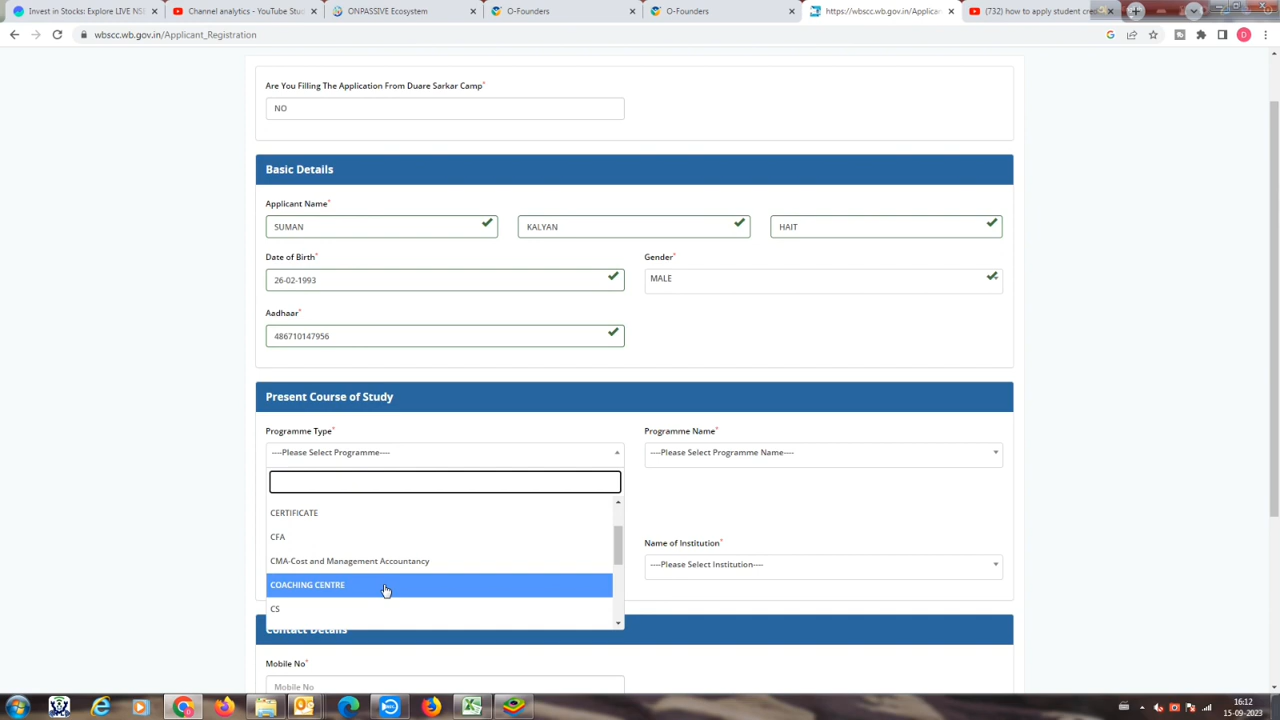 Invest in Stocks: Explore LIVE NSE
Channel analytics - YouTube Stu
ONPASSIVE Ecosystem
O-Founders
O-Founders
https://wbscc.wb.gov.in/Applican
(732) how to apply student cre
wbscc.wb.gov.in/Applicant_Registration
D
Are You Filling The Application From Duare Sarkar Camp*
NO
Basic Details
Applicant Name*
SUMAN KALYAN HAIT
Date of Birth* Gender*
26-02-1993 MALE
Aadhaar*
486710147956
Present Course of Study
Programme Type* Programme Name*
----Please Select Programme---- ----Please Select Programme Name----
CERTIFICATE
CFA
CMA-Cost and Management Accountancy
Name of Institution*
----Please Select Institution----
COACHING CENTRE
CS
Contact Details
Mobile No*
Mobile No
16:12
15-09-2023